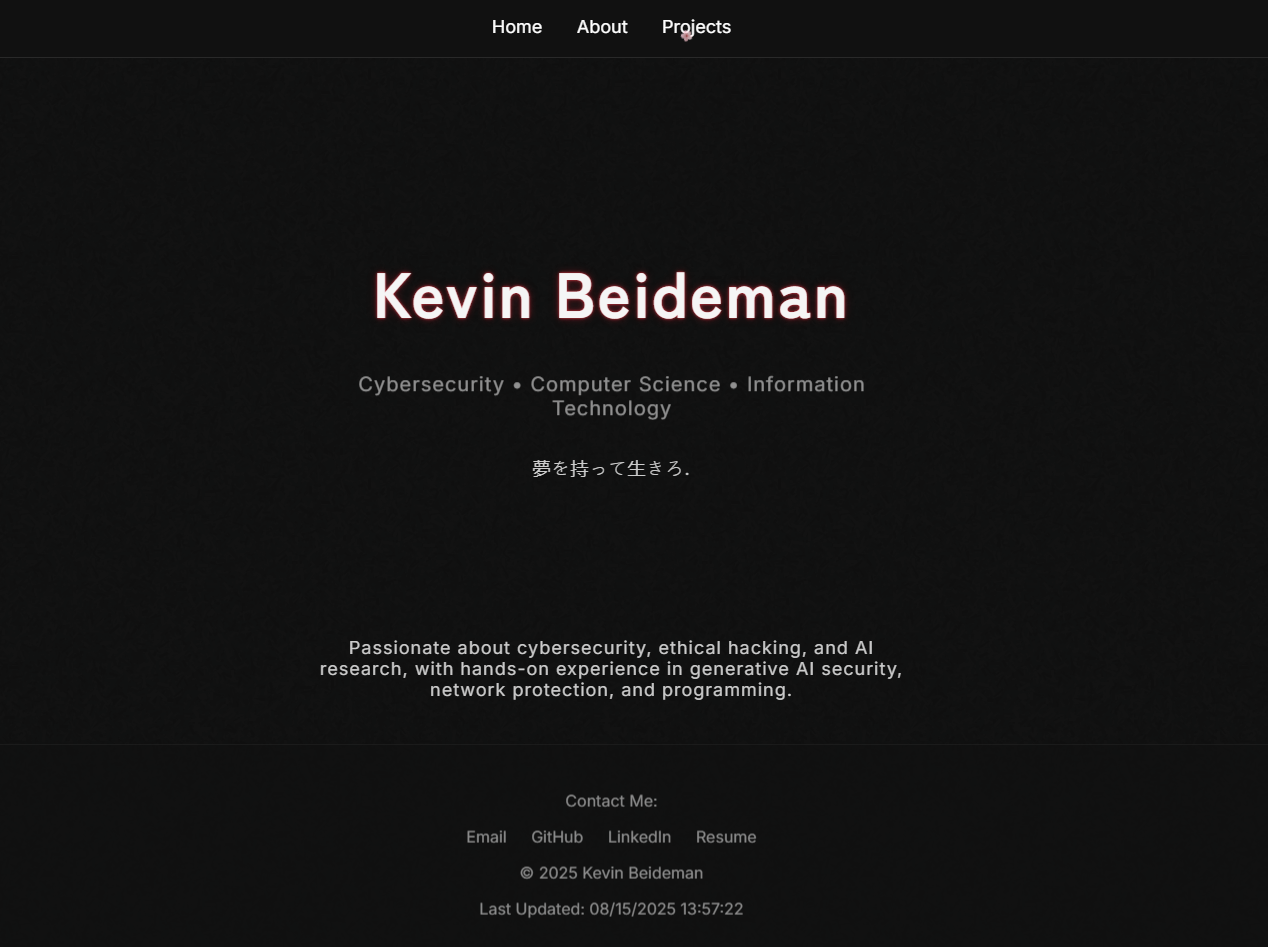 Home About Projects
Kevin Beideman
Cybersecurity • Computer Science • Information
Technology
夢を持って生きろ.
Passionate about cybersecurity, ethical hacking, and AI
research, with hands-on experience in generative AI security,
network protection, and programming.
Contact Me:
Email GitHub LinkedIn Resume
© 2025 Kevin Beideman
Last Updated: 08/15/2025 13:57:22